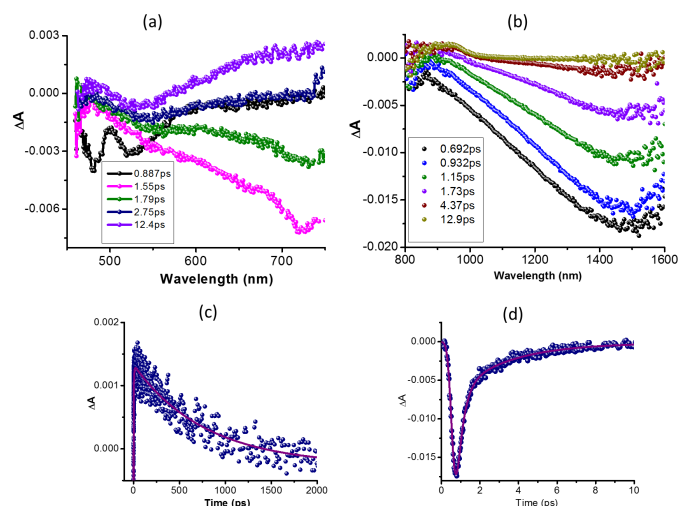 (a)
0.003
0.000
-0.003
-0.006
ΔA
0.887ps
1.55ps
1.79ps
2.75ps
12.4ps
500
600
700
Wavelength (nm)
(b)
0.000
-0.005
-0.010
-0.015
-0.020
ΔA
0.692ps
0.932ps
1.15ps
1.73ps
4.37ps
12.9ps
800
1000
1200
1400
1600
Wavelength (nm)
(c)
0.002
0.001
0.000
ΔA
0
500
1000
1500
2000
Time (ps)
(d)
0.000
-0.005
-0.010
-0.015
ΔA
0
2
4
6
8
10
Time (ps)